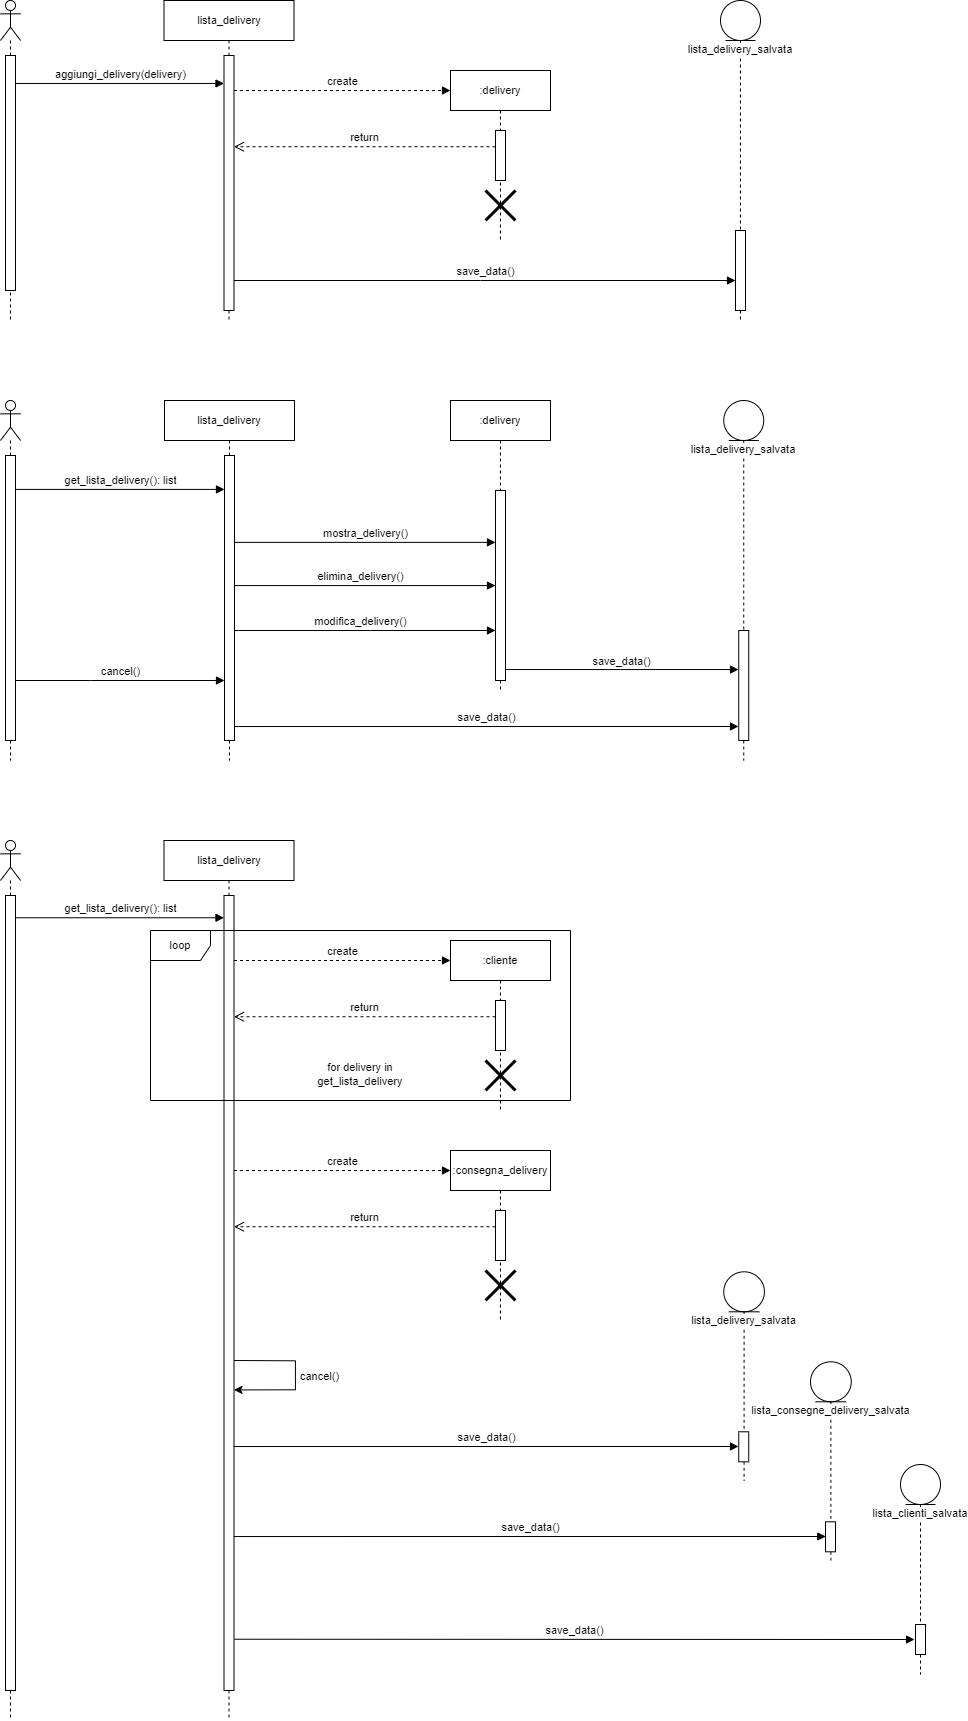 lista_delivery
lista_delivery_salvata
aggiungi_delivery(delivery)
create
:delivery
return
save_data()
lista_delivery
:delivery
lista_delivery_salvata
get_lista_delivery(): list
mostra_delivery()
elimina_delivery()
modifica_delivery()
save_data()
cancel()
save_data()
lista_delivery
get_lista_delivery(): list
loop
create
:cliente
return
for delivery in
get_lista_delivery
create
:consegna_delivery
return
lista_delivery_salvata
cancel()
lista_consegne_delivery_salvata
save_data()
lista_clienti_salvata
save_data()
save_data()